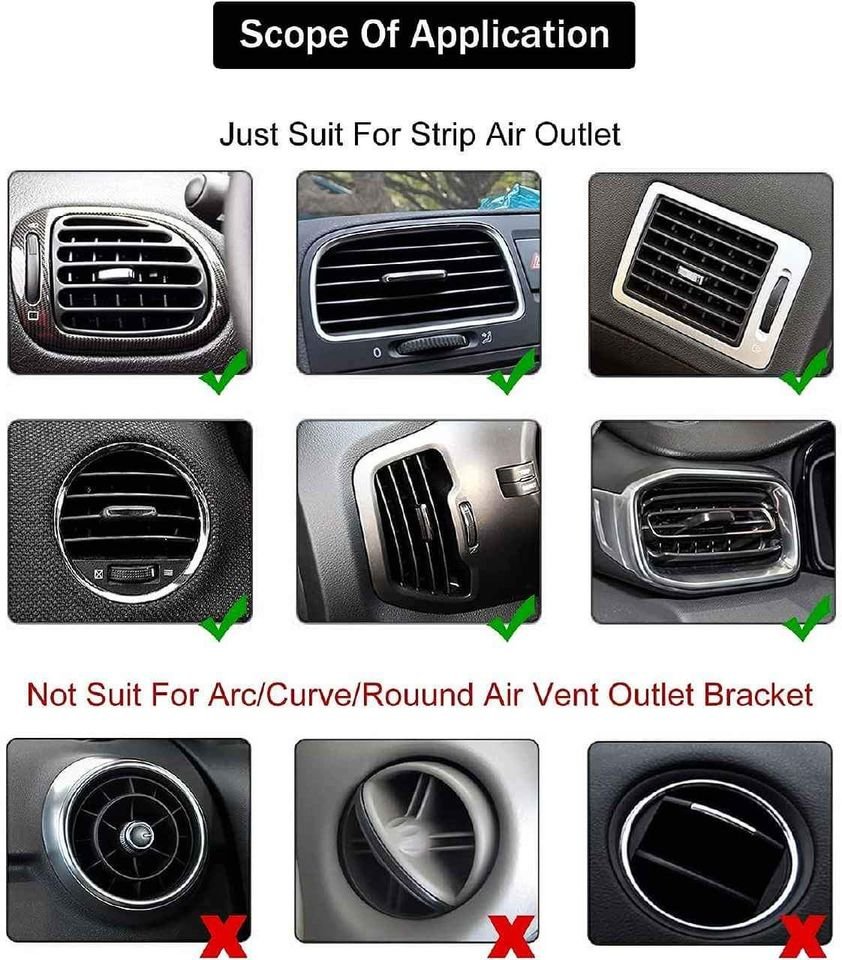 Scope Of Application
Just Suit For Strip Air Outlet
0
Not Suit For Arc/Curve/Rouund Air Vent Outlet Bracket